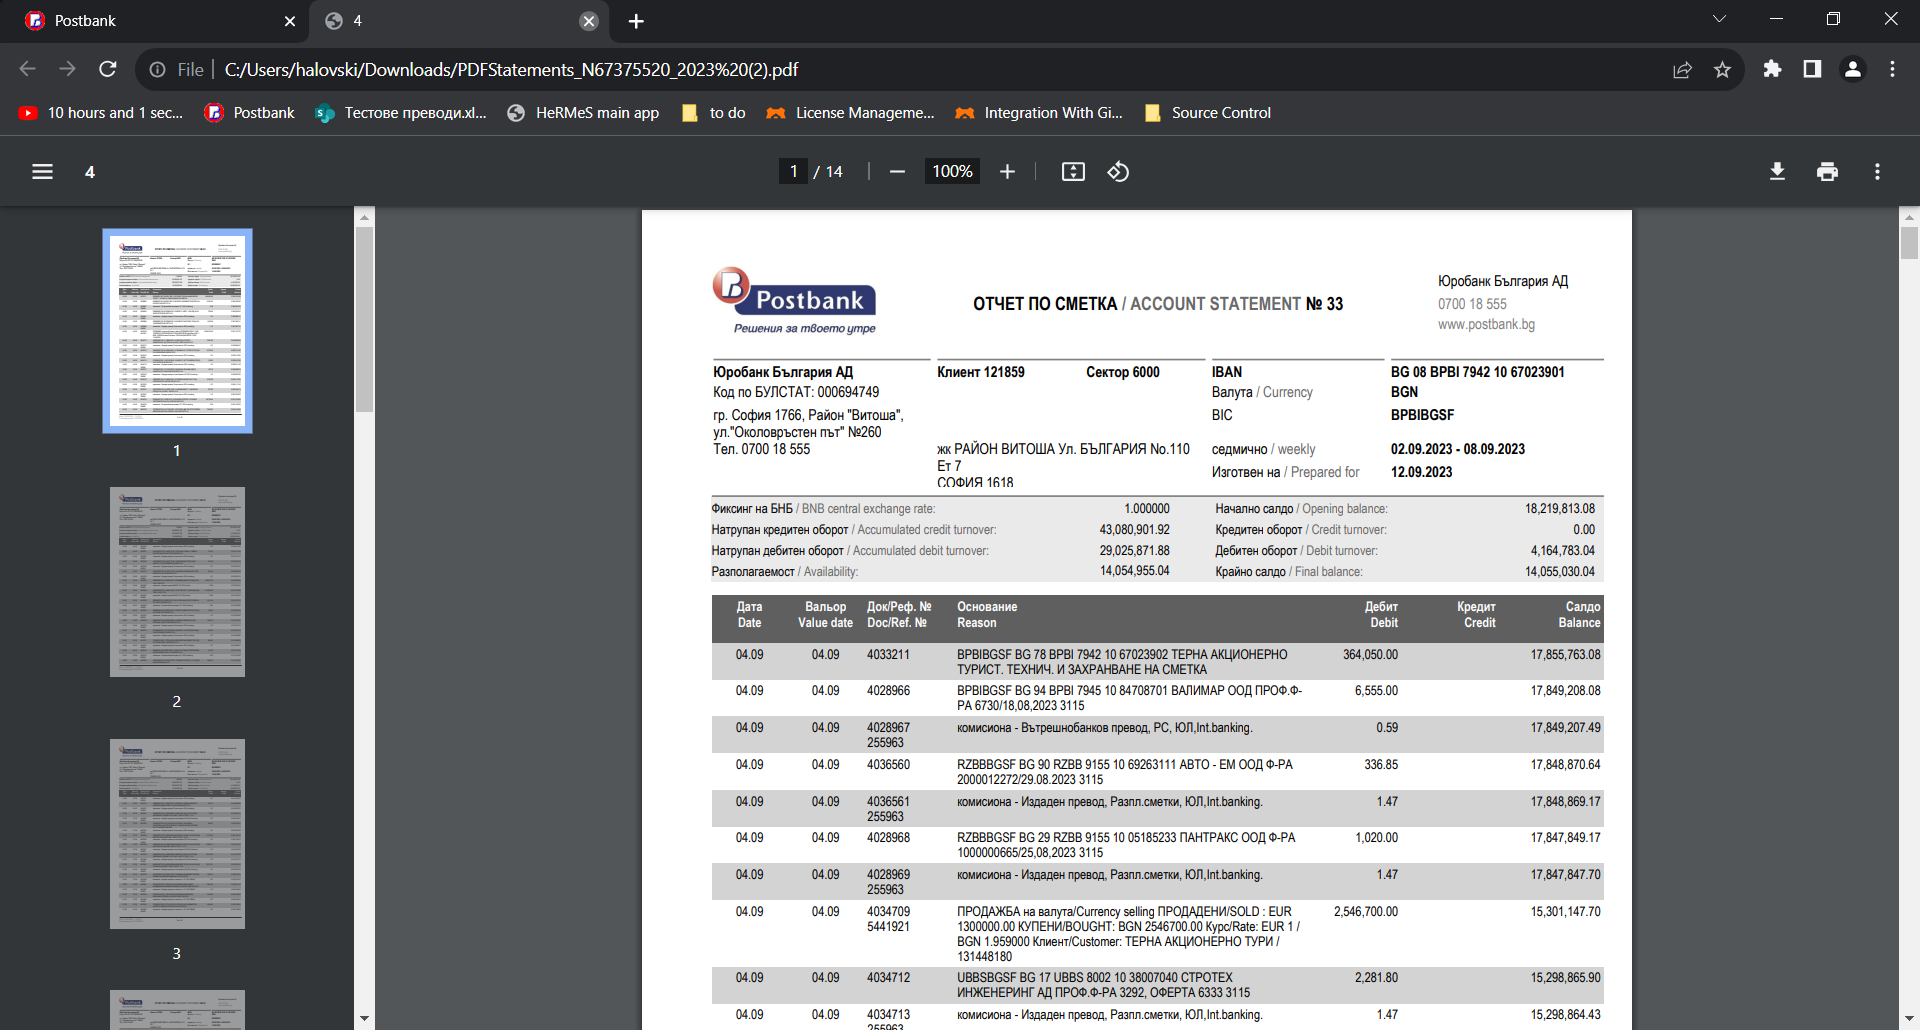 Postbank
4
File
C:/Users/halovski/Downloads/PDFStatements_N67375520_2023%20(2).pdf
10 hours and 1 sec...
Postbank
Тестове преводи.xl...
HeRMeS main app
to do
License Manageme...
Integration With Gi...
Source Control
4
1 / 14
100%
1
2
3
Postbank
Решения за твоето утре
ОТЧЕТ ПО СМЕТКА / ACCOUNT STATEMENT № 33
Юробанк България АД
0700 18 555
www.postbank.bg
Юробанк България АД
Код по БУЛСТАТ: 000694749
гр. София 1766, Район "Витоша",
ул."Околовръстен път" №260
Тел. 0700 18 555
Клиент 121859 Сектор 6000
жк РАЙОН ВИТОША Ул. БЪЛГАРИЯ No.110
Ет 7
СОФИЯ 1618
IBAN BG 08 BPBI 7942 10 67023901
Валута / Currency BGN
BIC BPBIBGSF
седмично / weekly 02.09.2023 - 08.09.2023
Изготвен на / Prepared for 12.09.2023
Фиксинг на БНБ / BNB central exchange rate: 1.000000 Начално салдо / Opening balance: 18,219,813.08
Натрупан кредитен оборот / Accumulated credit turnover: 43,080,901.92 Кредитен оборот / Credit turnover: 0.00
Натрупан дебитен оборот / Accumulated debit turnover: 29,025,871.88 Дебитен оборот / Debit turnover: 4,164,783.04
Разполагаемост / Availability: 14,054,955.04 Крайно салдо / Final balance: 14,055,030.04
Дата Вальор Док/Реф. № Основание Дебит Кредит Салдо
Date Value date Doc/Ref. № Reason Debit Credit Balance
04.09 04.09 4033211 BPBIBGSF BG 78 BPBI 7942 10 67023902 ТЕРНА АКЦИОНЕРНО 364,050.00 17,855,763.08
ТУРИСТ. ТЕХНИЧ. И ЗАХРАНВАНЕ НА СМЕТКА
04.09 04.09 4028966 BPBIBGSF BG 94 BPBI 7945 10 84708701 ВАЛИМАР ООД ПРОФ.Ф- 6,555.00 17,849,208.08
РА 6730/18,08,2023 3115
04.09 04.09 4028967 комисиона - Вътрешнобанков превод, РС, ЮЛ,Int.banking. 0.59 17,849,207.49
255963
04.09 04.09 4036560 RZBBBGSF BG 90 RZBB 9155 10 69263111 АВТО - ЕМ ООД Ф-РА 336.85 17,848,870.64
2000012272/29.08.2023 3115
04.09 04.09 4036561 комисиона - Издаден превод, Разпл.сметки, ЮЛ,Int.banking. 1.47 17,848,869.17
255963
04.09 04.09 4028968 RZBBBGSF BG 29 RZBB 9155 10 05185233 ПАНТРАКС ООД Ф-РА 1,020.00 17,847,849.17
1000000665/25,08,2023 3115
04.09 04.09 4028969 комисиона - Издаден превод, Разпл.сметки, ЮЛ,Int.banking. 1.47 17,847,847.70
255963
04.09 04.09 4034709 ПРОДАЖБА на валута/Currency selling ПРОДАДЕНИ/SOLD : EUR 2,546,700.00 15,301,147.70
5441921 1300000.00 КУПЕНИ/BOUGHT: BGN 2546700.00 Курс/Rate: EUR 1 /
BGN 1.959000 Клиент/Customer: ТЕРНА АКЦИОНЕРНО ТУРИ /
131448180
04.09 04.09 4034712 UBBSBGSF BG 17 UBBS 8002 10 38007040 СТРОТЕХ 2,281.80 15,298,865.90
ИНЖЕНЕРИНГ АД ПРОФ.Ф-РА 3292, ОФЕРТА 6333 3115
04.09 04.09 4034713 комисиона - Издаден превод, Разпл.сметки, ЮЛ,Int.banking. 1.47 15,298,864.43
255963